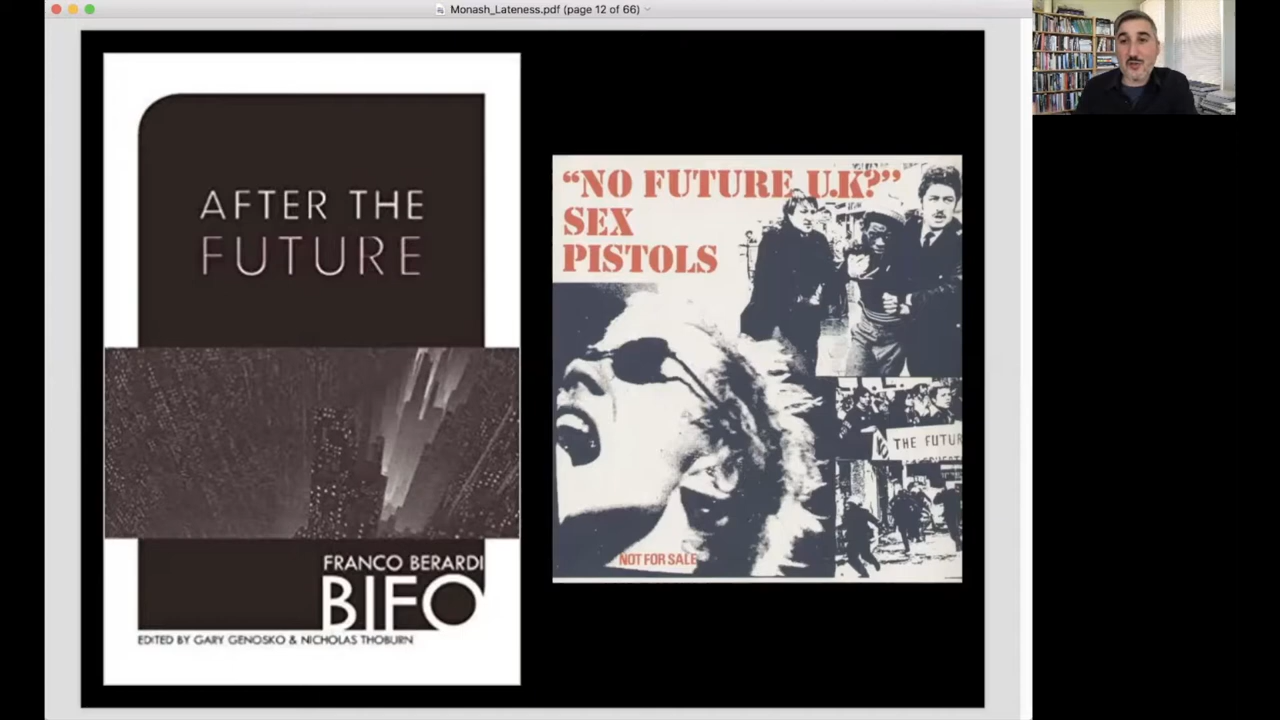 Monash_Lateness.pdf (page 12 of 66)
AFTER THE
FUTURE
FRANCO BERARDI
BIFO
EDITED BY GARY GENOSKO & NICHOLAS THOBURN
“NO FUTURE U.K?”
SEX
PISTOLS
THE FUTUR
NOT FOR SALE